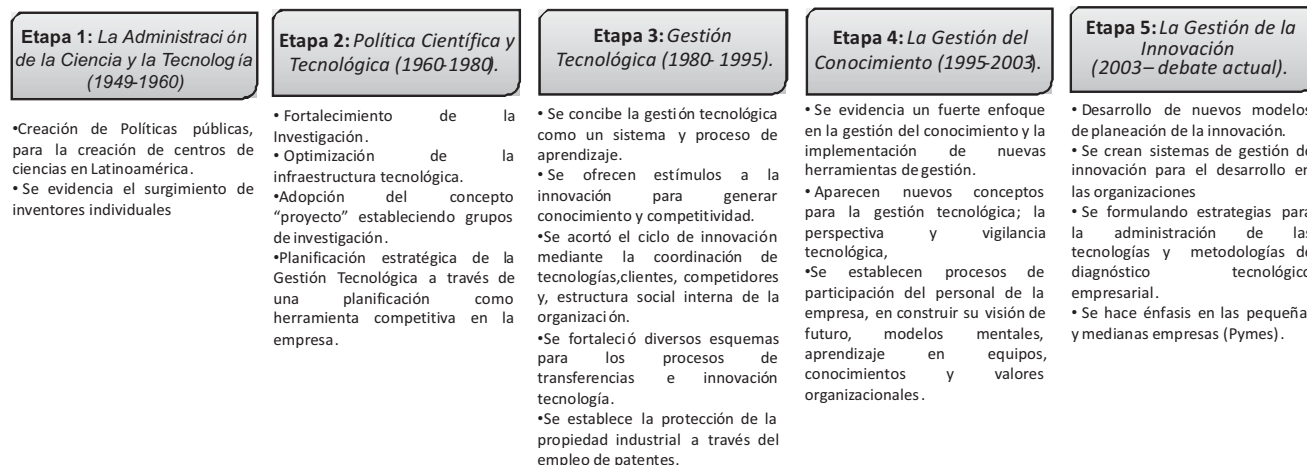 Etapa 1: La Administración
de la Ciencia y la Tecnología
(1949-1960)
•Creación de Políticas públicas,
para la creación de centros de
ciencias en Latinoamérica.
• Se evidencia el surgimiento de
inventores individuales
Etapa 2: Política Científica y
Tecnológica (1960-1980).
• Fortalecimiento de la
Investigación.
• Optimización de la
infraestructura tecnológica.
•Adopción del concepto
“proyecto” estableciendo grupos
de investigación.
•Planificación estratégica de la
Gestión Tecnológica a través de
una planificación como
herramienta competitiva en la
empresa.
Etapa 3: Gestión
Tecnológica (1980- 1995).
• Se concibe la gestión tecnológica
como un sistema y proceso de
aprendizaje.
• Se ofrecen estímulos a la
innovación para generar
conocimiento y competitividad.
•Se acortó el ciclo de innovación
mediante la coordinación de
tecnologías,clientes, competidores
y, estructura social interna de la
organización.
•Se fortaleció diversos esquemas
para los procesos de
transferencias e innovación
tecnología.
•Se establece la protección de la
propiedad industrial a través del
empleo de patentes.
Etapa 4: La Gestión del
Conocimiento (1995-2003).
• Se evidencia un fuerte enfoque
en la gestión del conocimiento y la
implementación de nuevas
herramientas de gestión.
• Aparecen nuevos conceptos
para la gestión tecnológica; la
perspectiva y vigilancia
tecnológica,
•Se establecen procesos de
participación del personal de la
empresa, en construir su visión de
futuro, modelos mentales,
aprendizaje en equipos,
conocimientos y valores
organizacionales.
Etapa 5: La Gestión de la
Innovación
(2003– debate actual).
• Desarrollo de nuevos modelos
de planeación de la innovación.
• Se crean sistemas de gestión de
innovación para el desarrollo en
las organizaciones
• Se formulando estrategias para
la administración de las
tecnologías y metodologías de
diagnóstico tecnológico
empresarial.
• Se hace énfasis en las pequeña
y medianas empresas (Pymes).